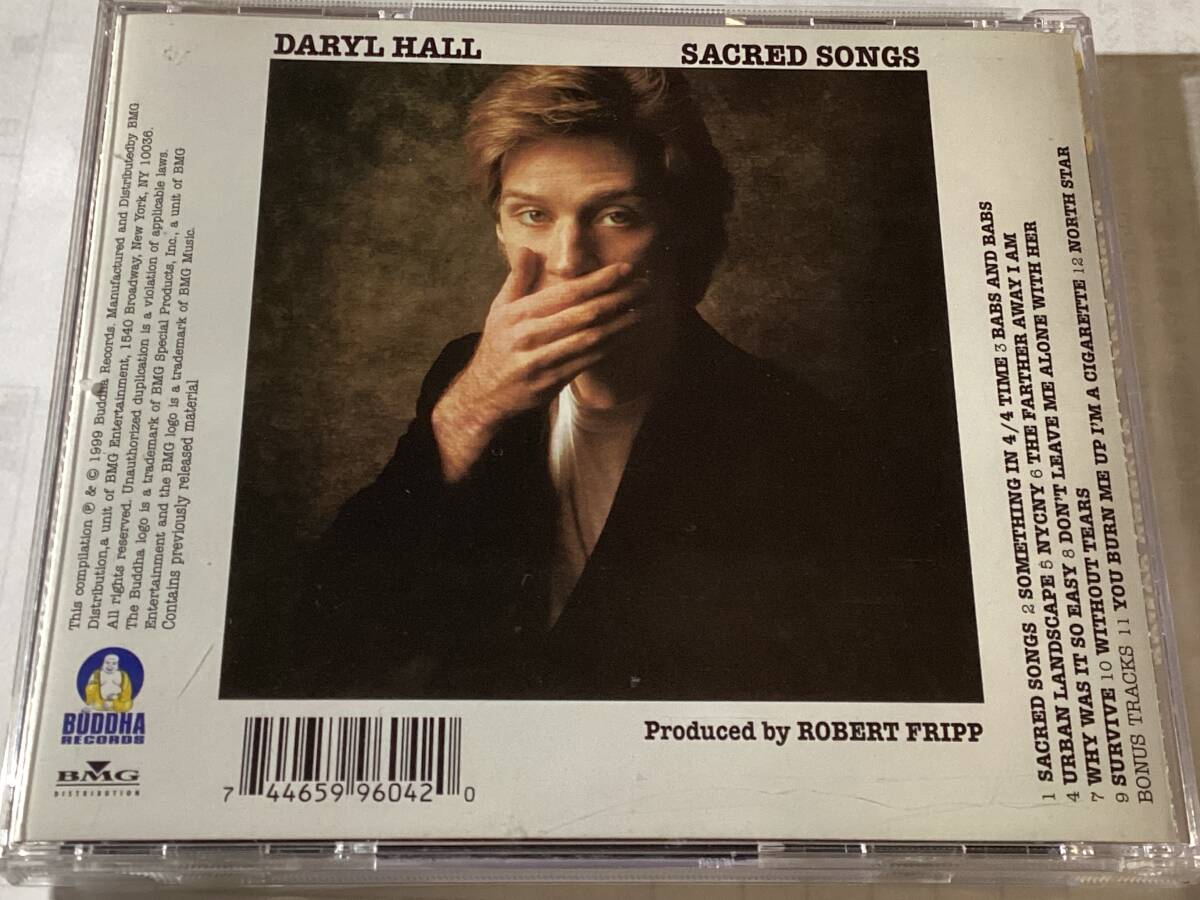 DARYL HALL
SACRED SONGS
This compilation ℗ & © 1999 Buddha Records. Manufactured and Distributedby BMG
Distribution,a unit of BMG Entertainment, 1540 Broadway, New York, NY 10036.
All rights reserved. Unauthorized duplication is a violation of applicable laws.
The Buddha logo is a trademark of BMG Special Products, Inc., a unit of BMG
Entertainment and the BMG logo is a trademark of BMG Music.
Contains previously released material
BUDDHA
RECORDS
BMG
DISTRIBUTION
7 44659 96042 0
Produced by ROBERT FRIPP
1 SACRED SONGS 2 SOMETHING IN 4/4 TIME 3 BABS AND BABS
4 URBAN LANDSCAPE 5 NYCNY 6 THE FARTHER AWAY I AM
7 WHY WAS IT SO EASY 8 DON'T LEAVE ME ALONE WITH HER
9 SURVIVE 10 WITHOUT TEARS
BONUS TRACKS 11 YOU BURN ME UP I'M A CIGARETTE 12 NORTH STAR